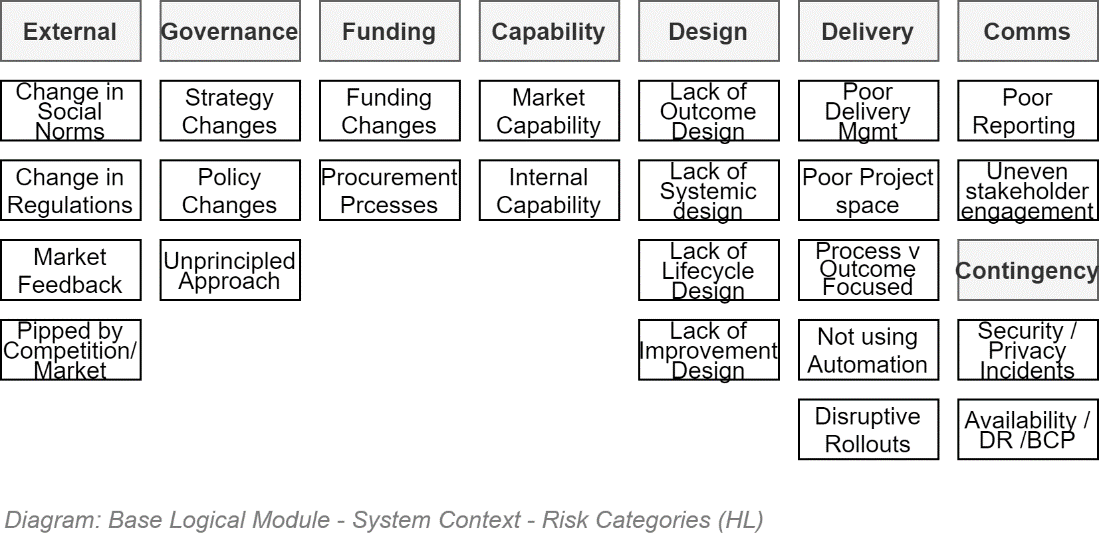 External
Change in
Social
Norms
Change in
Regulations
Market
Feedback
Pipped by
Competition/
Market
Governance
Strategy
Changes
Policy
Changes
Unprincipled
Approach
Funding
Funding
Changes
Procurement
Prcesses
Capability
Market
Capability
Internal
Capability
Design
Lack of
Outcome
Design
Lack of
Systemic
design
Lack of
Lifecycle
Design
Lack of
Improvement
Design
Delivery
Poor
Delivery
Mgmt
Poor Project
space
Process v
Outcome
Focused
Not using
Automation
Disruptive
Rollouts
Comms
Poor
Reporting
Uneven
stakeholder
engagement
Contingency
Security /
Privacy
Incidents
Availability /
DR /BCP
Diagram: Base Logical Module - System Context - Risk Categories (HL)